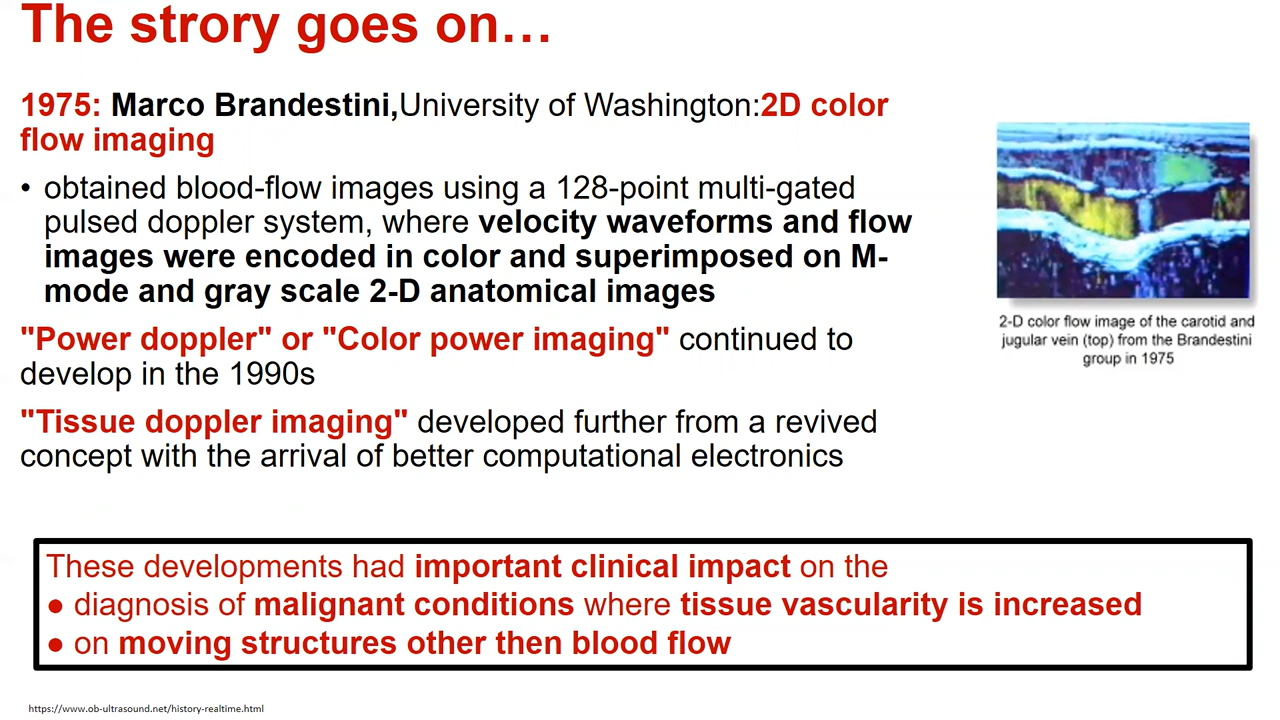 The strory goes on…
1975: Marco Brandestini,University of Washington:2D color
flow imaging
• obtained blood-flow images using a 128-point multi-gated
pulsed doppler system, where velocity waveforms and flow
images were encoded in color and superimposed on M-
mode and gray scale 2-D anatomical images
"Power doppler" or "Color power imaging" continued to
develop in the 1990s
"Tissue doppler imaging" developed further from a revived
concept with the arrival of better computational electronics
2-D color flow image of the carotid and
jugular vein (top) from the Brandestini
group in 1975
These developments had important clinical impact on the
● diagnosis of malignant conditions where tissue vascularity is increased
● on moving structures other then blood flow
https://www.ob-ultrasound.net/history-realtime.html